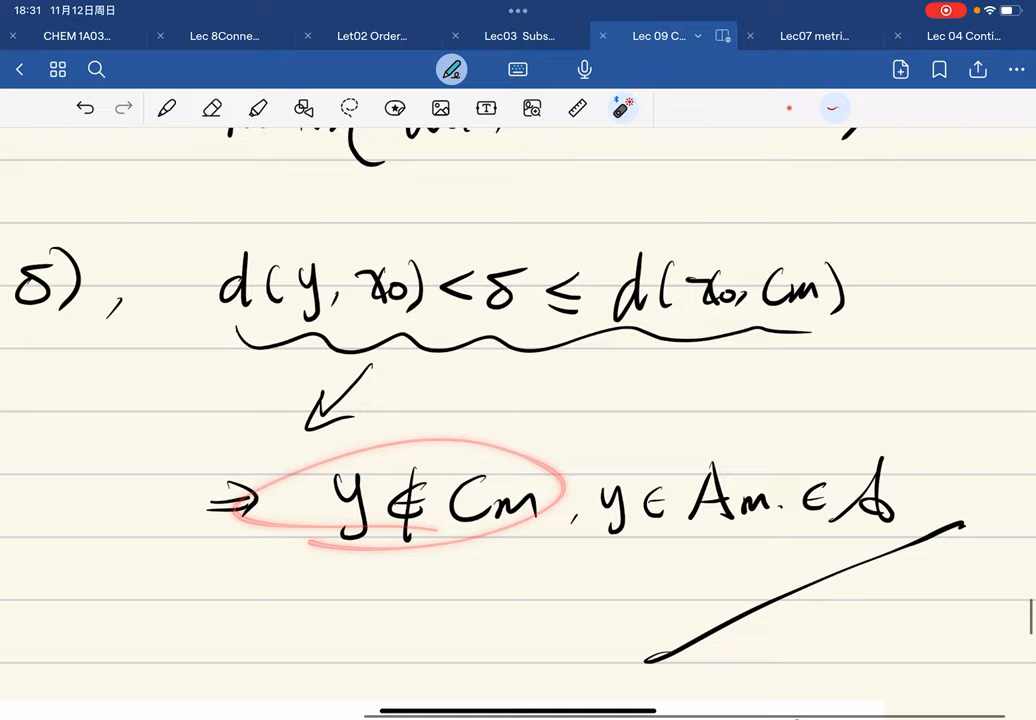 18:31 11月12日周日
CHEM 1A03... Lec 8Conne... Let02 Order... Lec03 Subs... Lec 09 C... Lec07 metri... Lec 04 Conti...
δ), d(y, x₀) < δ ≤ d(x₀, Cm)
⇒ y ∉ Cm, y ∈ Am. ∈ 𝒜